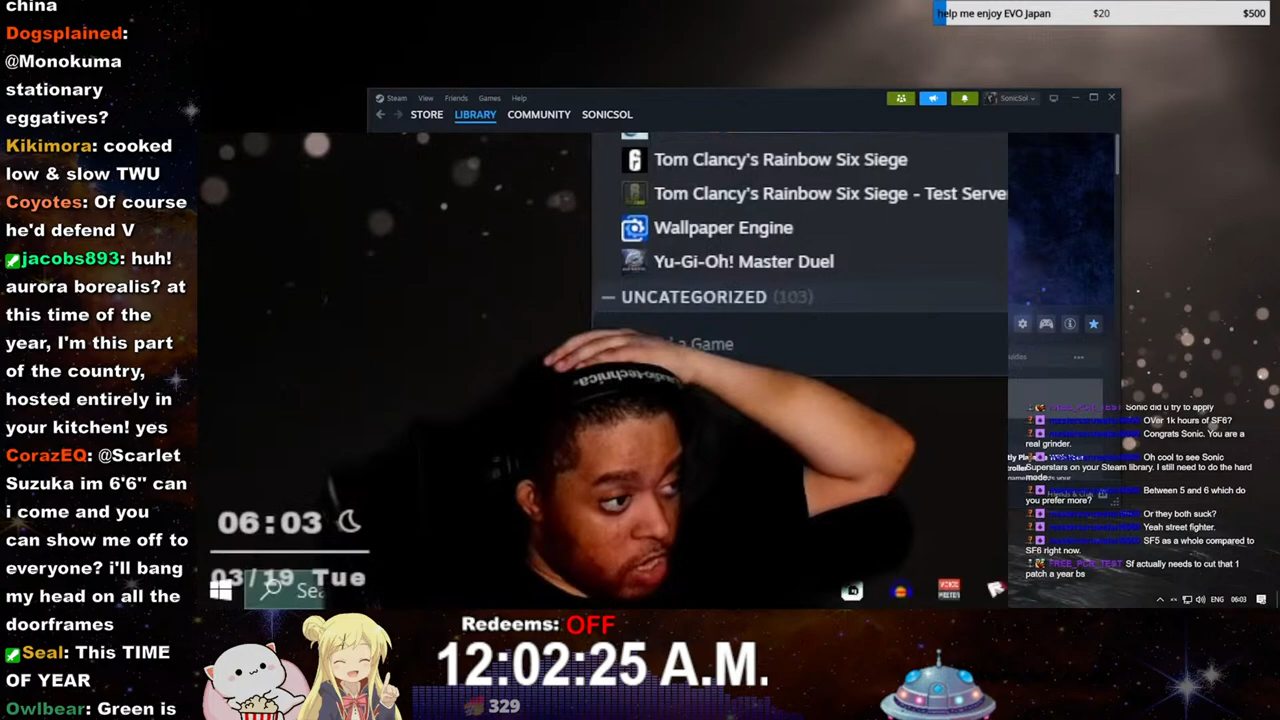 china
Dogsplained:
@Monokuma
stationary
eggatives?
Kikimora: cooked
low & slow TWU
Coyotes: Of course
he'd defend V
jacobs893: huh!
aurora borealis? at
this time of the
year, I'm this part
of the country,
hosted entirely in
your kitchen! yes
CorazEQ: @Scarlet
Suzuka im 6'6" can
i come and you
can show me off to
everyone? i'll bang
my head on all the
doorframes
Seal: This TIME
OF YEAR
Owlbear: Green is
help me enjoy EVO Japan $20 $500
Steam View Friends Games Help
SonicSol
STORE LIBRARY COMMUNITY SONICSOL
Tom Clancy's Rainbow Six Siege
Tom Clancy's Rainbow Six Siege - Test Serve
Wallpaper Engine
Yu-Gi-Oh! Master Duel
— UNCATEGORIZED (103)
a Game
audio-technica
06:03
03/19 Tue
Sea
Sonic did u try to apply
Over 1k hours of SF6?
Congrats Sonic. You are a
real grinder.
Oh cool to see Sonic
Superstars on your Steam library. I still need to do the hard
mode.
Between 5 and 6 which do
you prefer more?
Or they both suck?
Yeah street fighter.
SF5 as a whole compared to
SF6 right now.
FREE_PCR_TEST Sf actually needs to cut that 1
patch a year bs
ENG 06:03
Redeems: OFF
12:02:25 A.M.
329